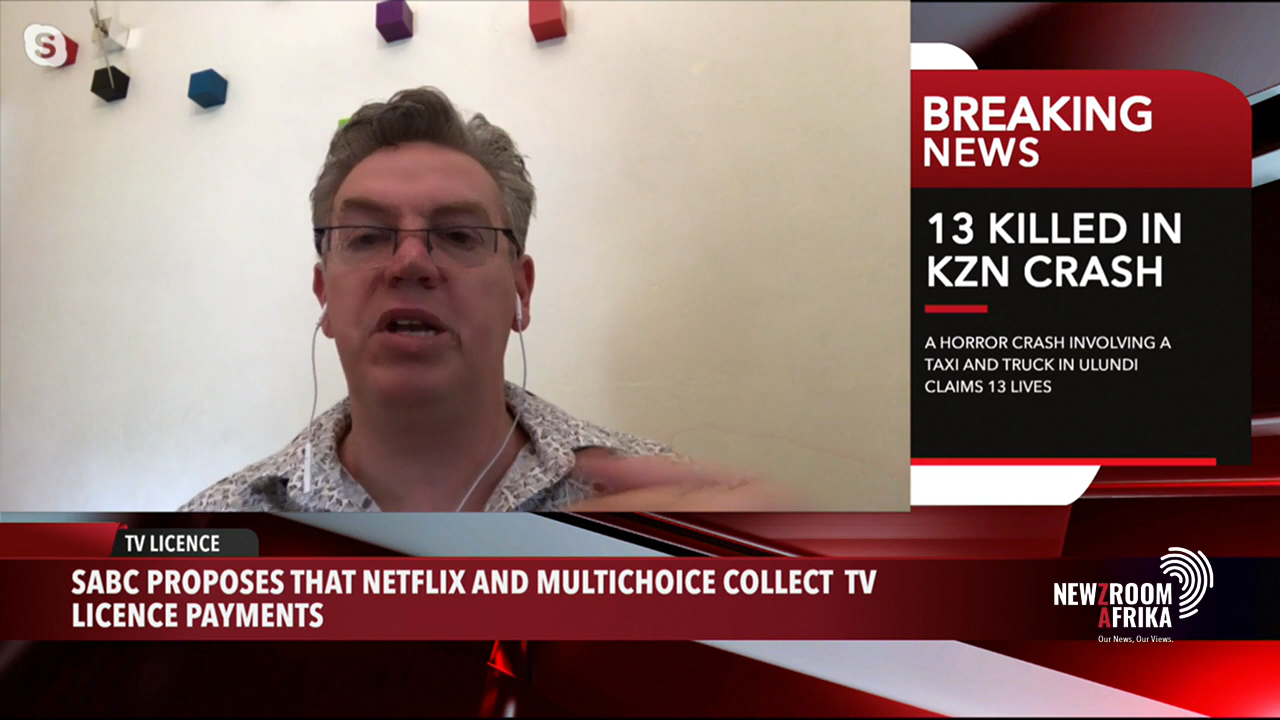 S
BREAKING
NEWS
13 KILLED IN
KZN CRASH
A HORROR CRASH INVOLVING A
TAXI AND TRUCK IN ULUNDI
CLAIMS 13 LIVES
TV LICENCE
SABC PROPOSES THAT NETFLIX AND MULTICHOICE COLLECT TV
LICENCE PAYMENTS
NEWZROOM
AFRIKA
Our News, Our Views.